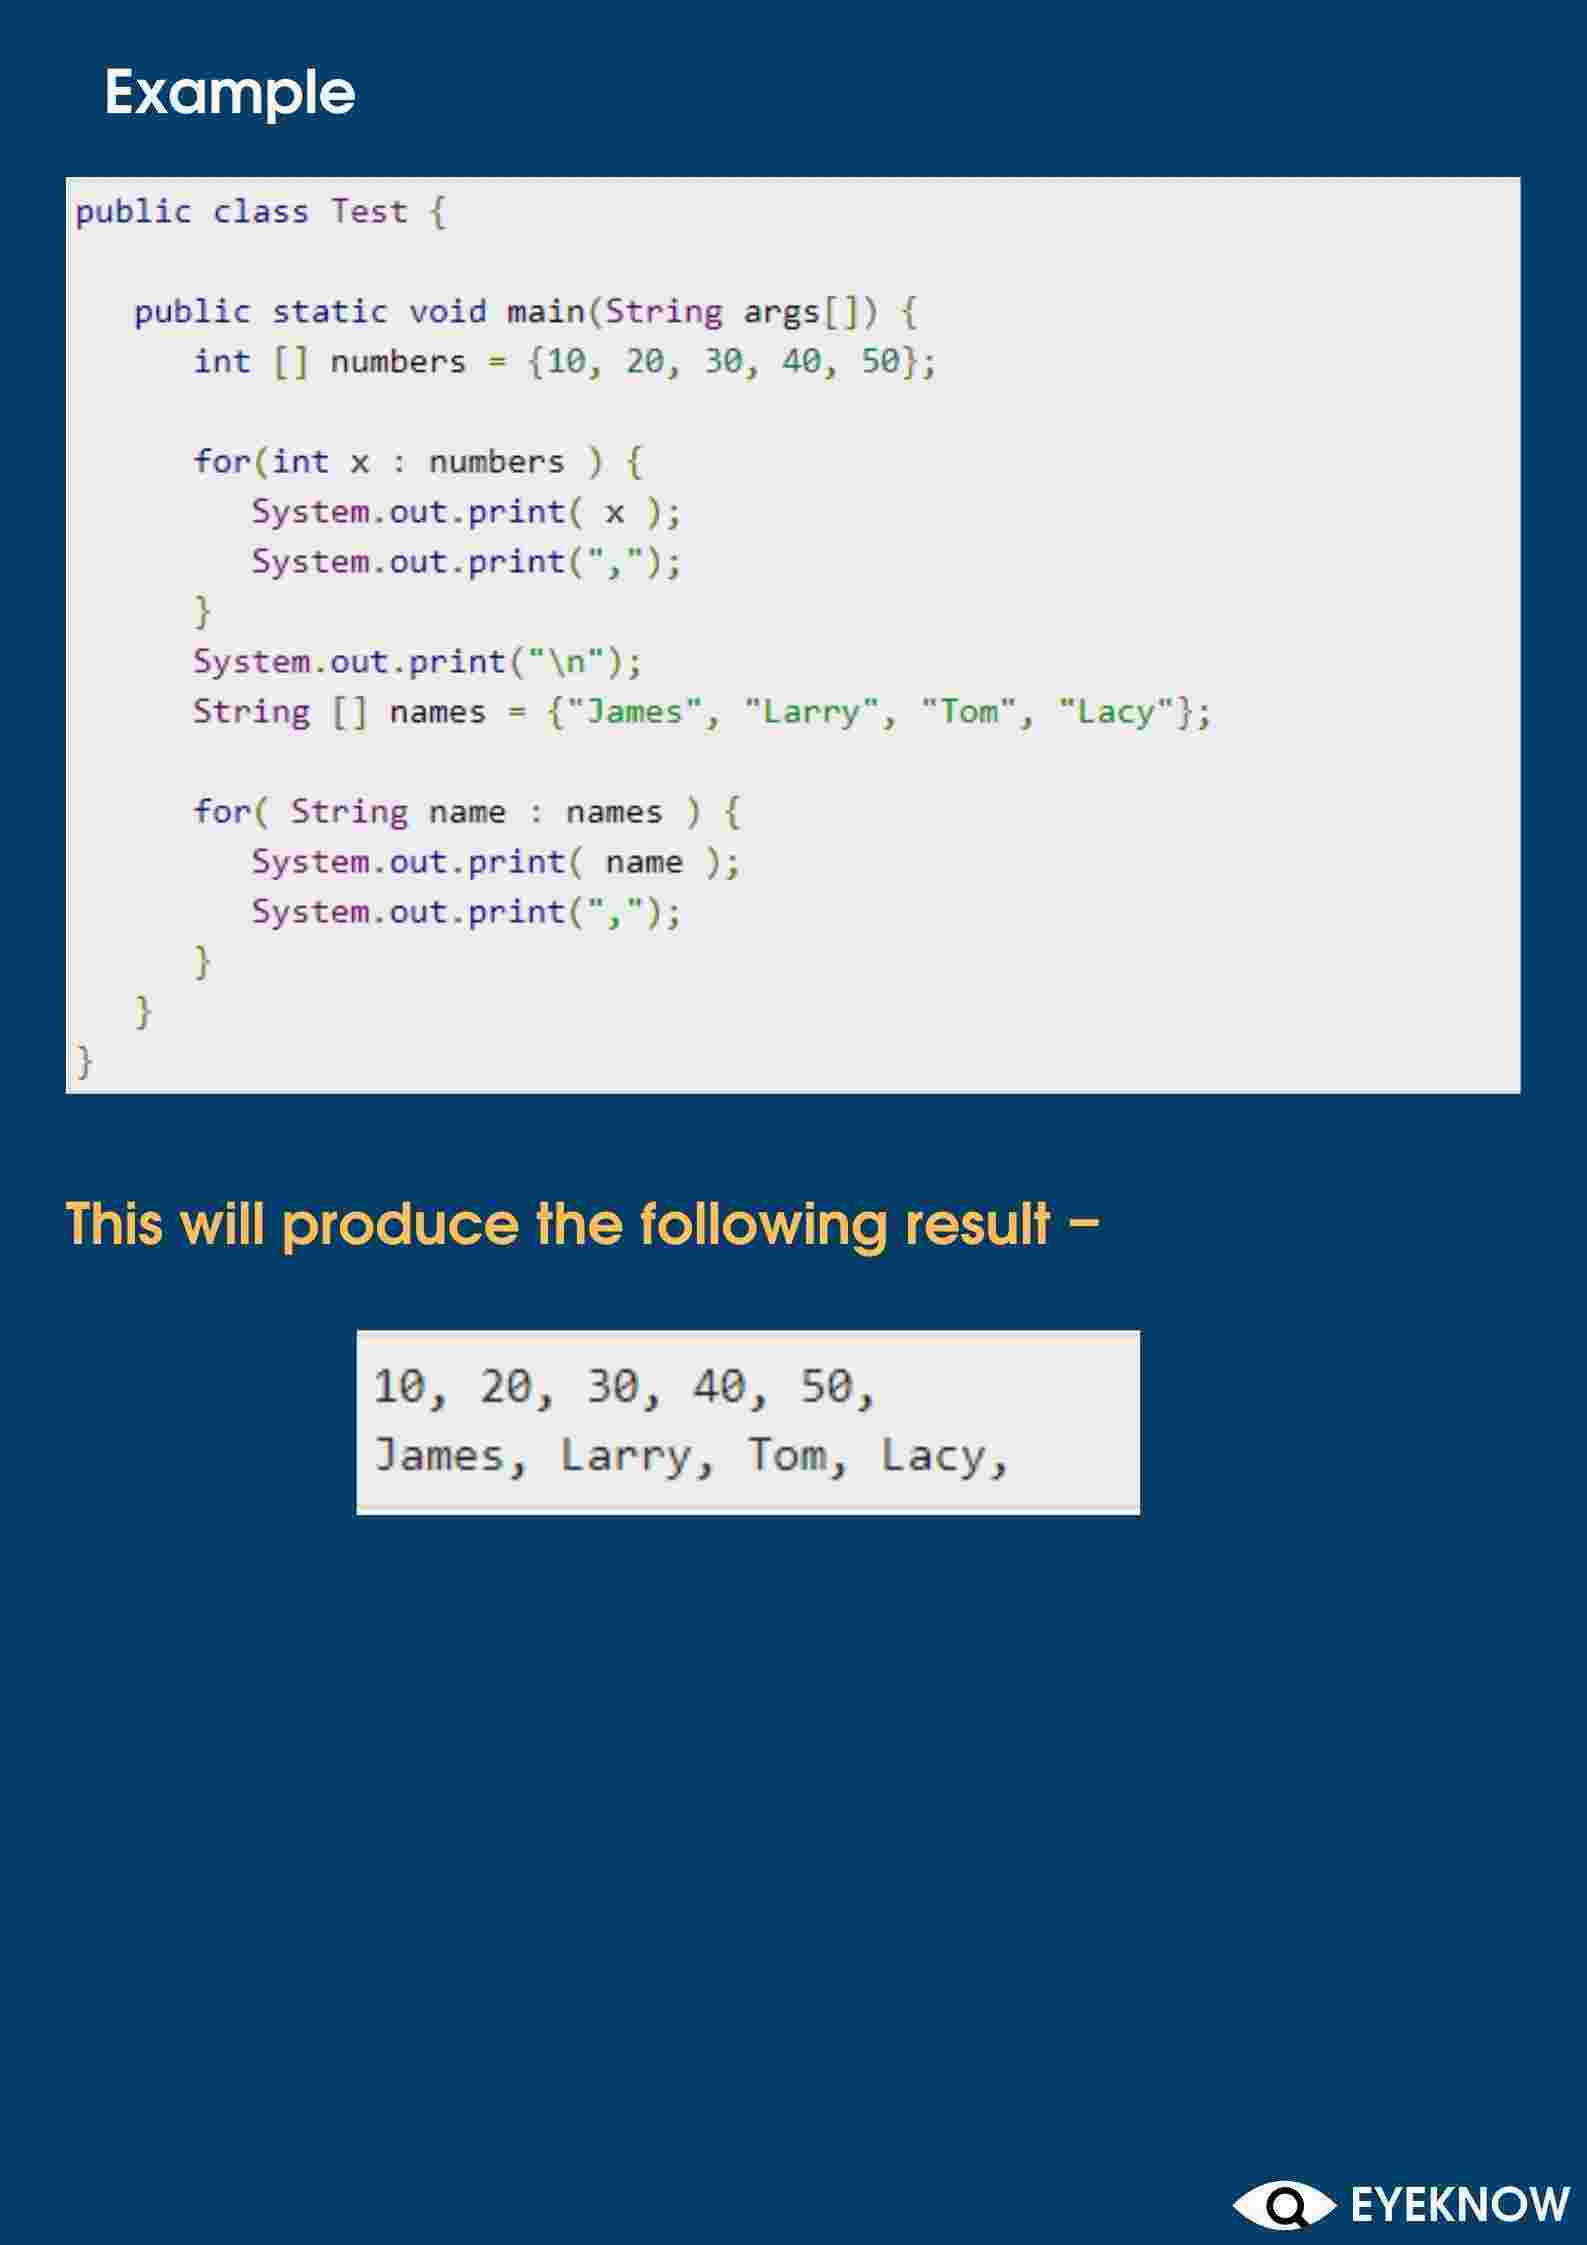 Example
public class Test {
public static void main(String args[]) {
int [] numbers = {10, 20, 30, 40, 50};
for(int x : numbers ) {
System.out.print( x );
System.out.print(",");
}
System.out.print("\n");
String [] names = {"James", "Larry", "Tom", "Lacy"};
for( String name : names ) {
System.out.print( name );
System.out.print(",");
}
}
}
This will produce the following result –
10, 20, 30, 40, 50,
James, Larry, Tom, Lacy,
EYEKNOW